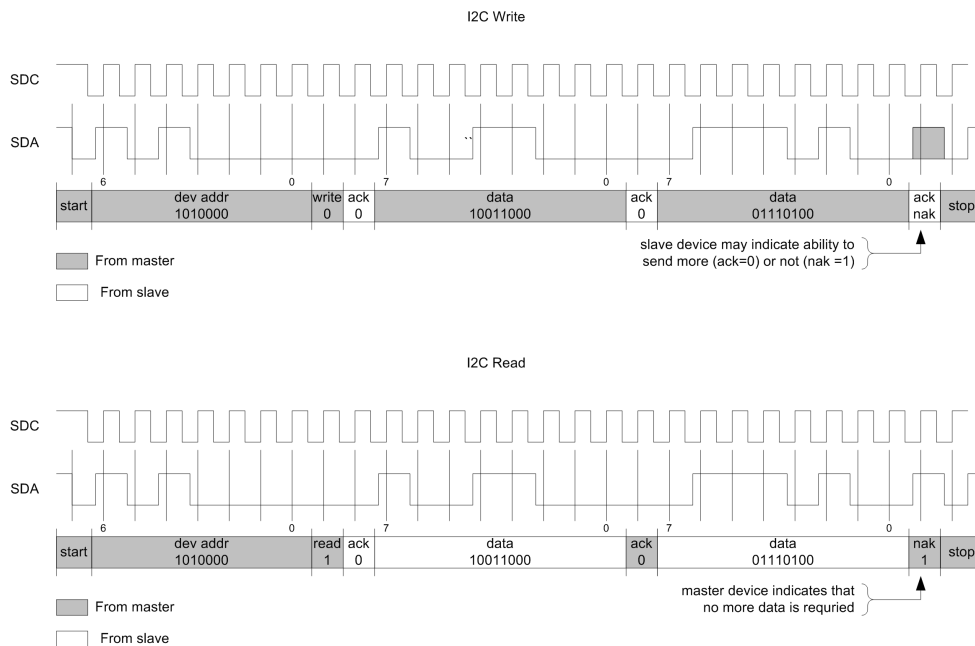 I2C Write
SDC
SDA
``
6 0 7 0 7 0
start dev addr write ack data ack data ack stop
1010000 0 0 10011000 0 01110100 nak
slave device may indicate ability to
send more (ack=0) or not (nak =1)
From master
From slave
I2C Read
SDC
SDA
6 0 7 0 7 0
start dev addr read ack data ack data nak stop
1010000 1 0 10011000 0 01110100 1
master device indicates that
no more data is requried
From master
From slave